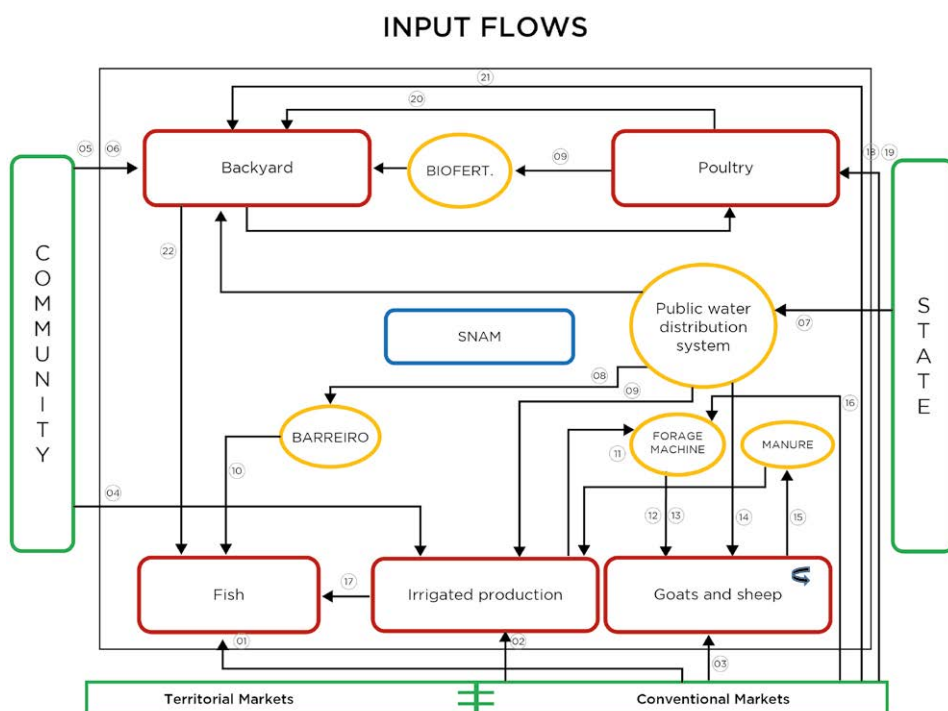 INPUT FLOWS
21
20
05 06
18 19
Backyard
BIOFERT.
09
Poultry
COMMUNITY
STATE
22
Public water
distribution
system
07
SNAM
08
09
16
BARREIRO
FORAGE
MACHINE
MANURE
11
10
04
12 13
14
15
Fish
17
Irrigated production
Goats and sheep
01
02
03
Territorial Markets
Conventional Markets